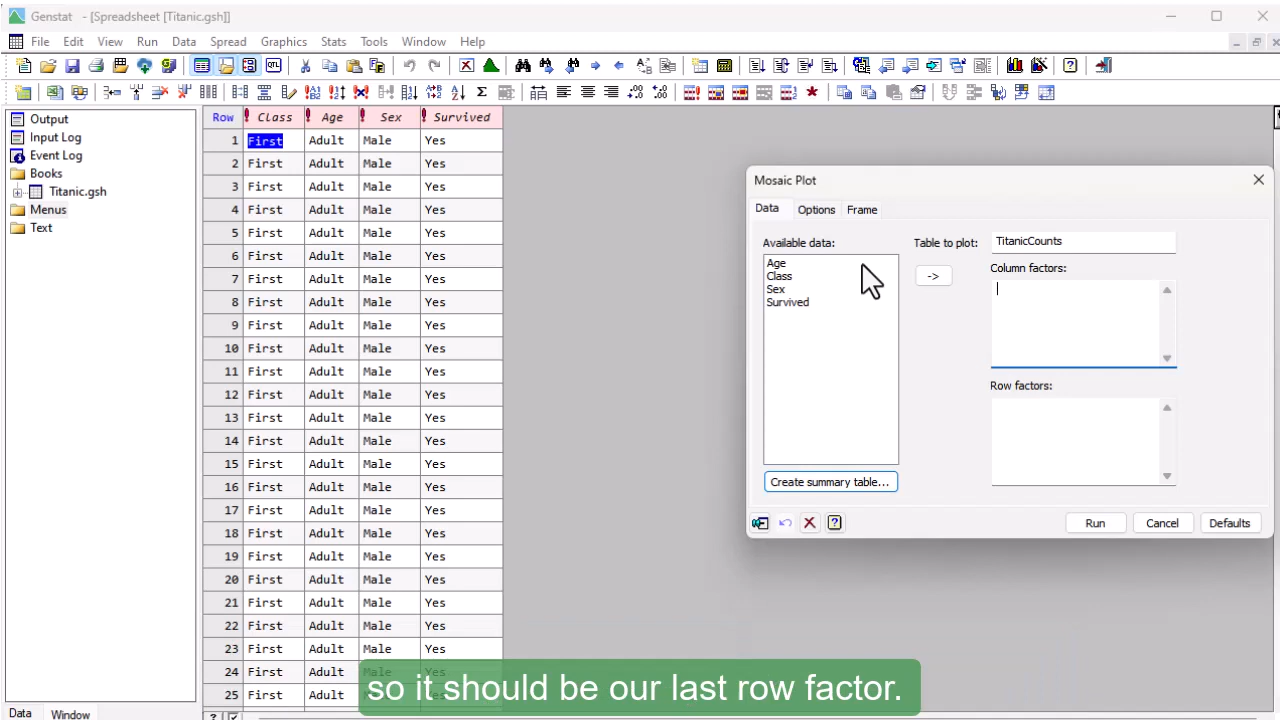 Genstat - [Spreadsheet [Titanic.gsh]]
File Edit View Run Data Spread Graphics Stats Tools Window Help
Output
Input Log
Event Log
Books
Titanic.gsh
Menus
Text
Data Window
Row ! Class ! Age ! Sex ! Survived
1 First Adult Male Yes
2 First Adult Male Yes
3 First Adult Male Yes
4 First Adult Male Yes
5 First Adult Male Yes
6 First Adult Male Yes
7 First Adult Male Yes
8 First Adult Male Yes
9 First Adult Male Yes
10 First Adult Male Yes
11 First Adult Male Yes
12 First Adult Male Yes
13 First Adult Male Yes
14 First Adult Male Yes
15 First Adult Male Yes
16 First Adult Male Yes
17 First Adult Male Yes
18 First Adult Male Yes
19 First Adult Male Yes
20 First Adult Male Yes
21 First Adult Male Yes
22 First Adult Male Yes
23 First Adult Male Yes
24 First Adult Male Yes
25 First Adult Male Yes
Mosaic Plot
Data Options Frame
Available data:
Age
Class
Sex
Survived
Create summary table...
Table to plot: TitanicCounts
->
Column factors:
Row factors:
Run Cancel Defaults
so it should be our last row factor.